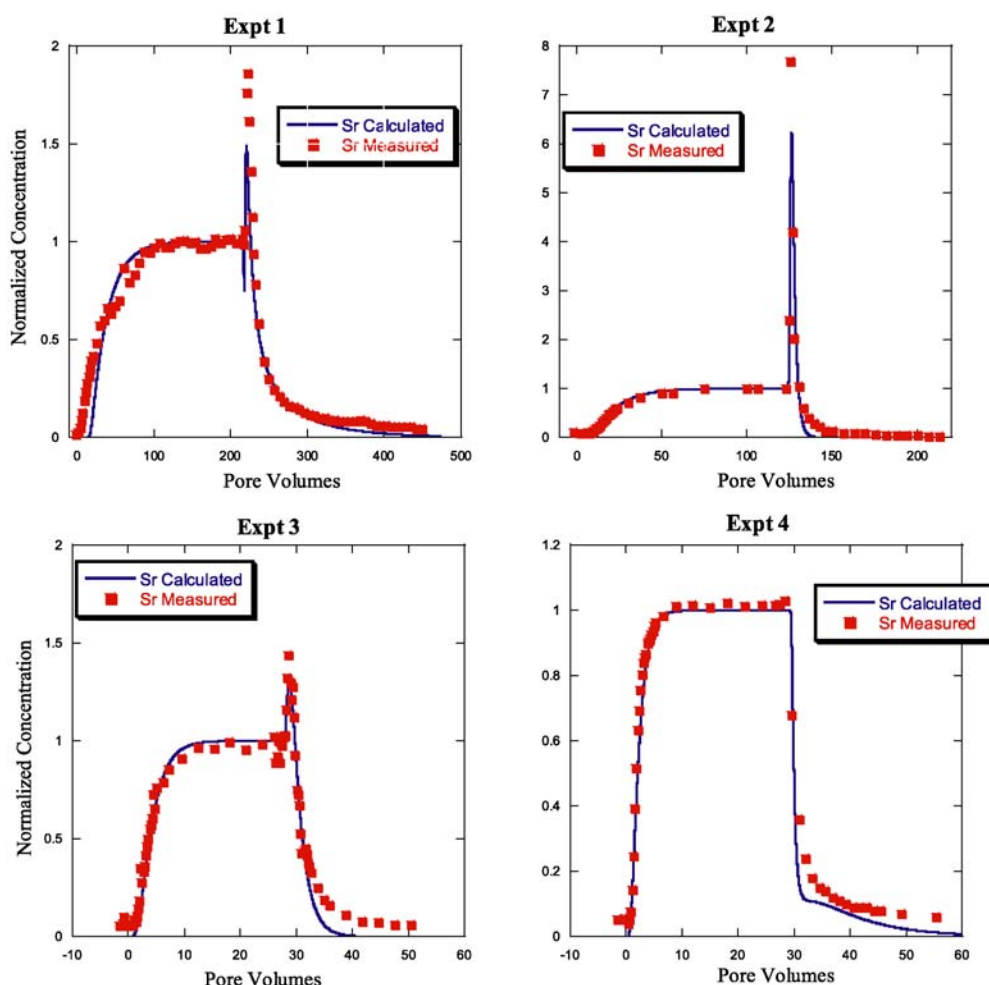 Expt 1
2
1.5
1
0.5
0
Normalized Concentration
Sr Calculated
Sr Measured
0 100 200 300 400 500
Pore Volumes
Expt 2
8
7
6
5
4
3
2
1
0
Sr Calculated
Sr Measured
0 50 100 150 200
Pore Volumes
Expt 3
2
1.5
1
0.5
0
Normalized Concentration
Sr Calculated
Sr Measured
-10 0 10 20 30 40 50 60
Pore Volumes
Expt 4
1.2
1
0.8
0.6
0.4
0.2
0
Sr Calculated
Sr Measured
-10 0 10 20 30 40 50 60
Pore Volumes